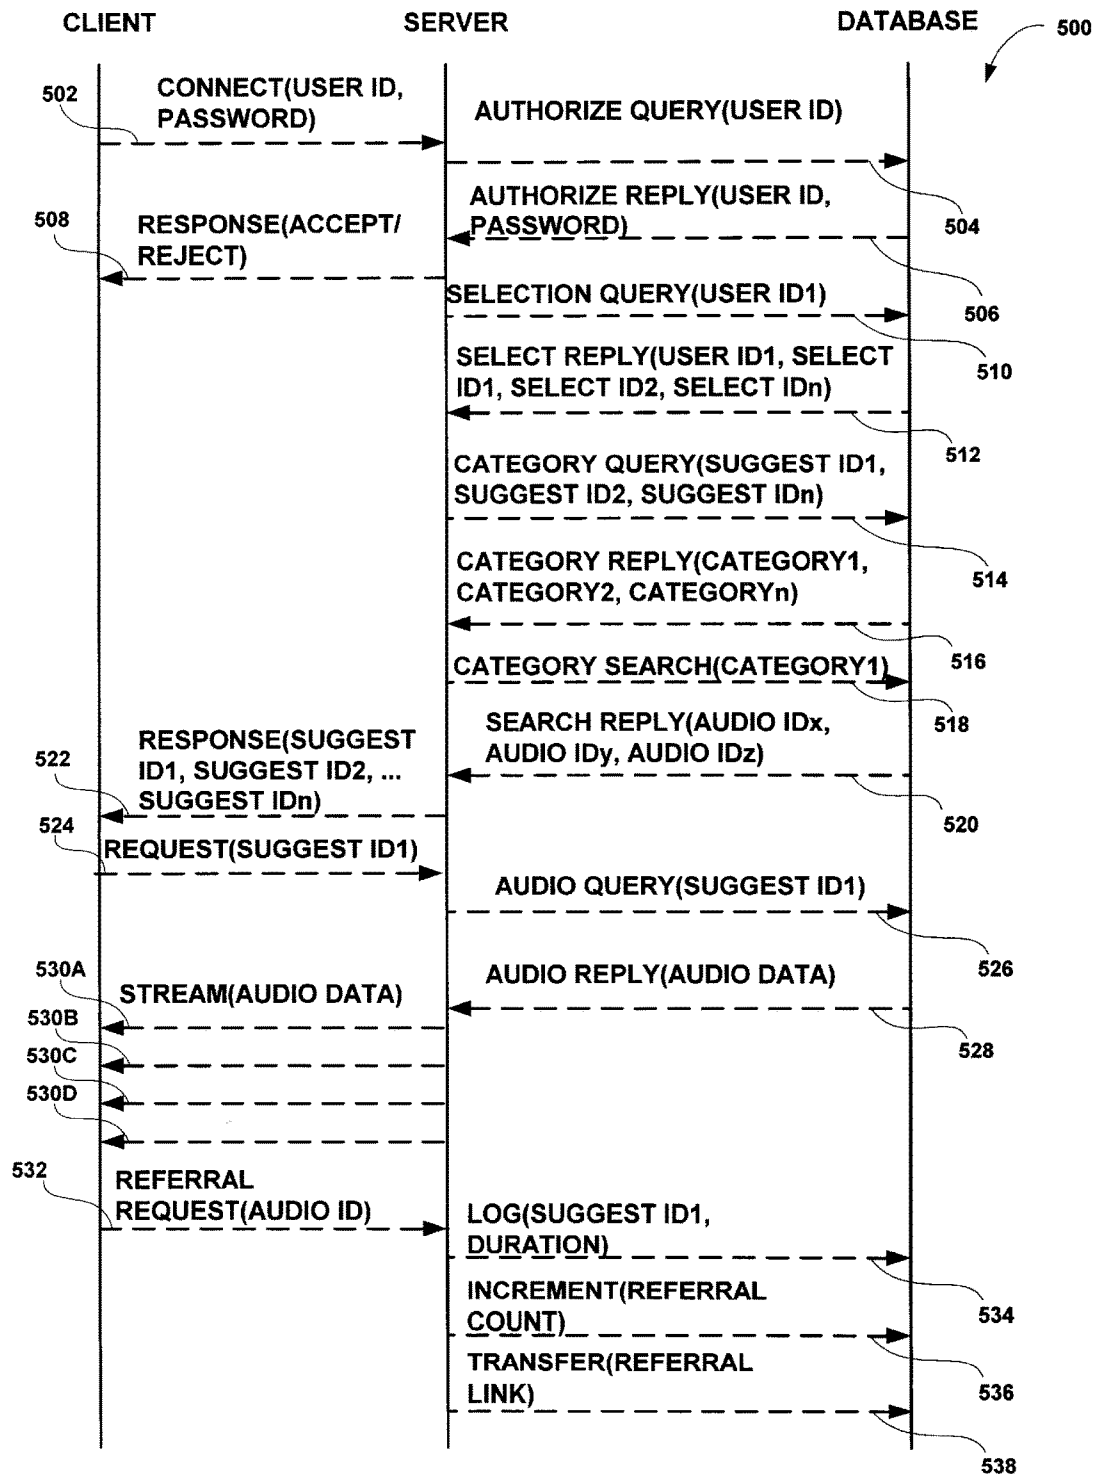 CLIENT
SERVER
DATABASE
500
502
CONNECT(USER ID,
PASSWORD)
AUTHORIZE QUERY(USER ID)
504
AUTHORIZE REPLY(USER ID,
PASSWORD)
506
508
RESPONSE(ACCEPT/
REJECT)
SELECTION QUERY(USER ID1)
510
SELECT REPLY(USER ID1, SELECT
ID1, SELECT ID2, SELECT IDn)
512
CATEGORY QUERY(SUGGEST ID1,
SUGGEST ID2, SUGGEST IDn)
514
CATEGORY REPLY(CATEGORY1,
CATEGORY2, CATEGORYn)
516
CATEGORY SEARCH(CATEGORY1)
518
SEARCH REPLY(AUDIO IDx,
AUDIO IDy, AUDIO IDz)
520
522
RESPONSE(SUGGEST
ID1, SUGGEST ID2, ...
SUGGEST IDn)
524
REQUEST(SUGGEST ID1)
AUDIO QUERY(SUGGEST ID1)
526
AUDIO REPLY(AUDIO DATA)
528
530A
STREAM(AUDIO DATA)
530B
530C
530D
532
REFERRAL
REQUEST(AUDIO ID)
LOG(SUGGEST ID1,
DURATION)
534
INCREMENT(REFERRAL
COUNT)
536
TRANSFER(REFERRAL
LINK)
538